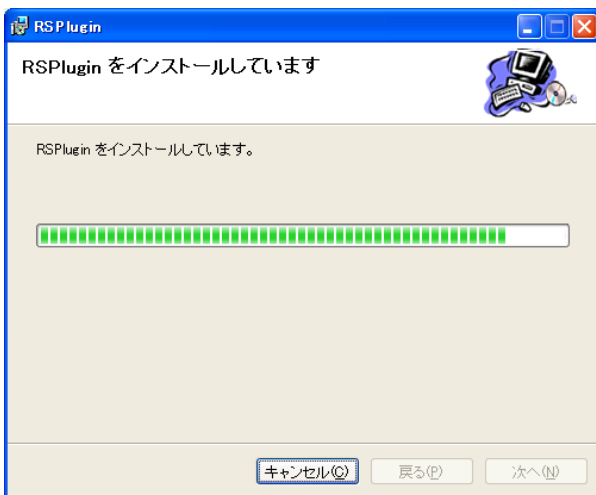 RSPlugin
RSPlugin をインストールしています
RSPlugin をインストールしています。
キャンセル(C) 戻る(P) 次へ(N)